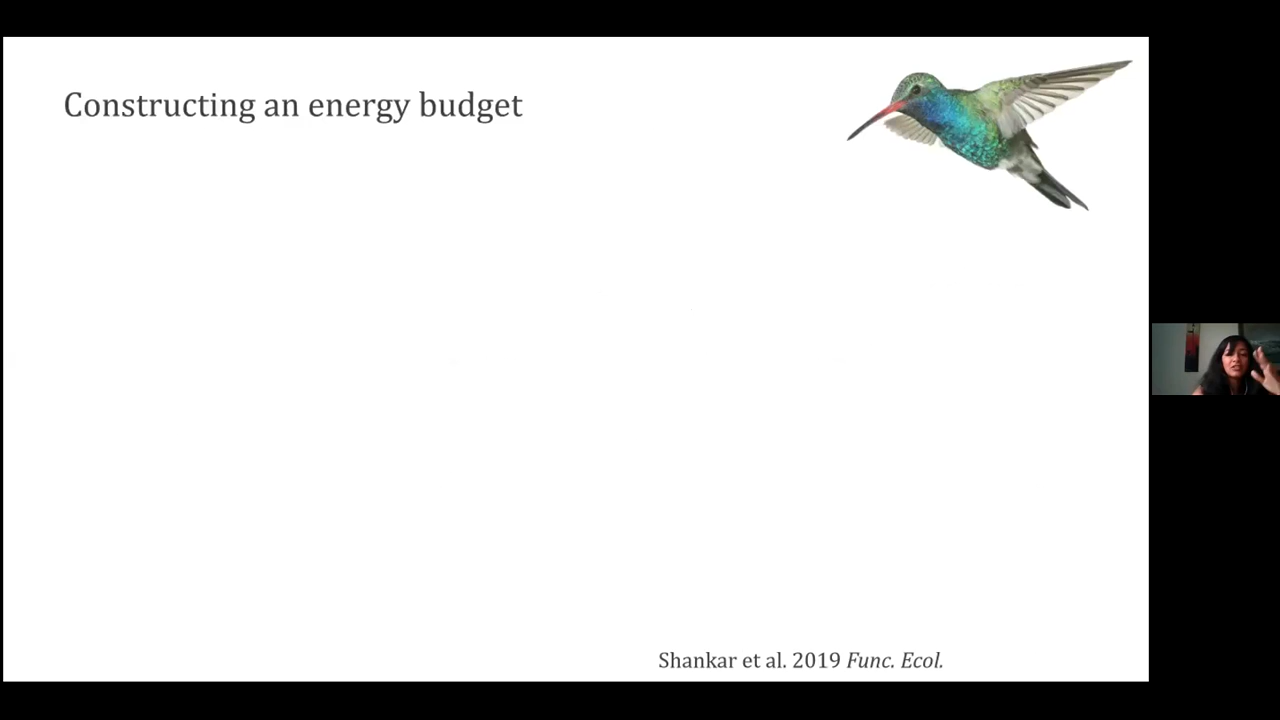 Constructing an energy budget
Shankar et al. 2019 Func. Ecol.